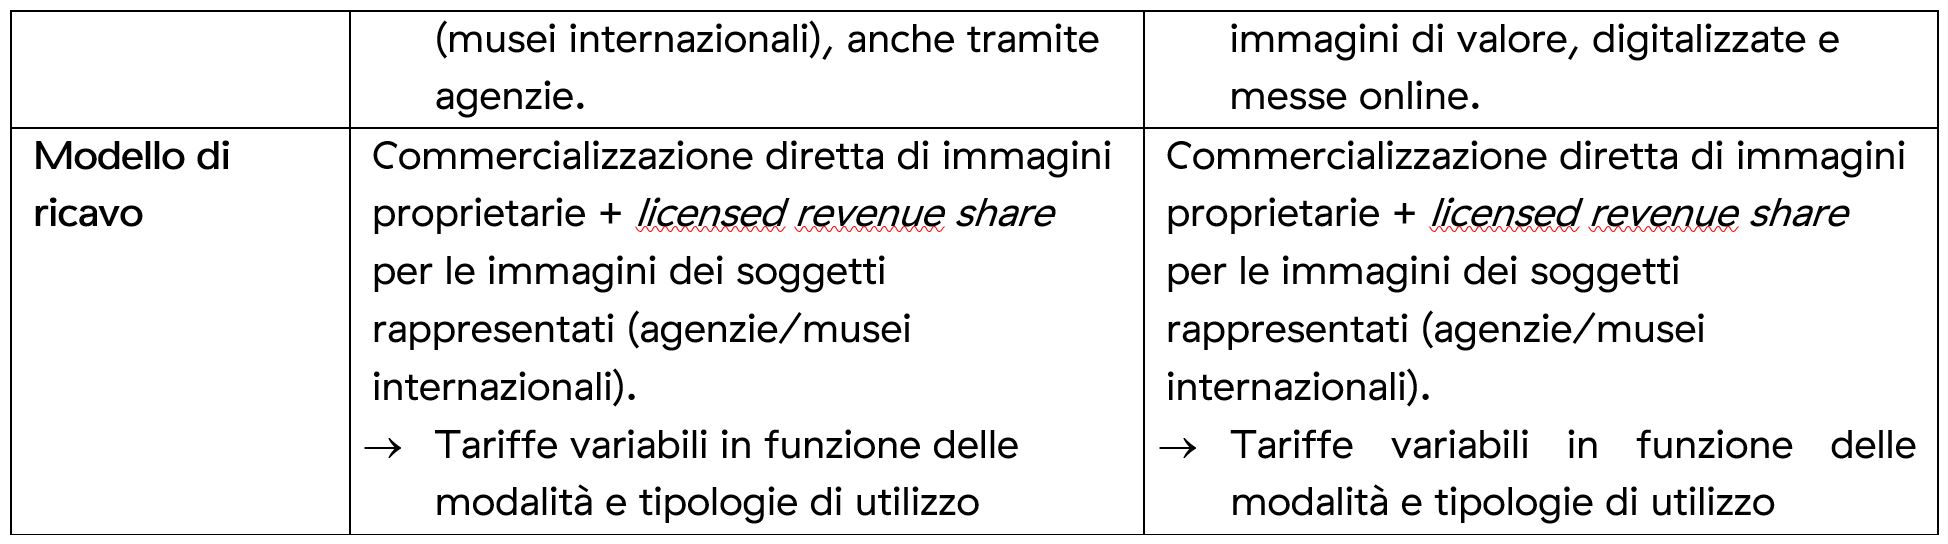 (musei internazionali), anche tramite
agenzie.
immagini di valore, digitalizzate e
messe online.
Modello di
ricavo
Commercializzazione diretta di immagini
proprietarie + licensed revenue share
per le immagini dei soggetti
rappresentati (agenzie/musei
internazionali).
→ Tariffe variabili in funzione delle
modalità e tipologie di utilizzo
Commercializzazione diretta di immagini
proprietarie + licensed revenue share
per le immagini dei soggetti
rappresentati (agenzie/musei
internazionali).
→ Tariffe variabili in funzione delle
modalità e tipologie di utilizzo